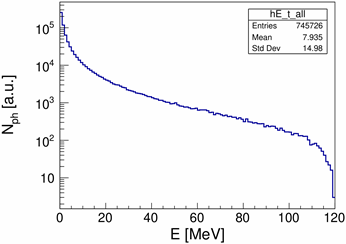 hE_t_all
Entries 745726
Mean 7.935
Std Dev 14.98
10⁵
10⁴
10³
10²
10
N_ph [a.u.]
0 20 40 60 80 100 120
E [MeV]